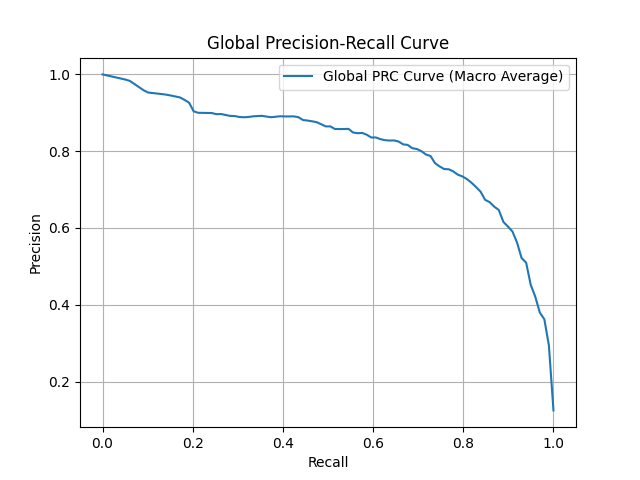 Global Precision-Recall Curve
Global PRC Curve (Macro Average)
1.0
0.8
0.6
0.4
0.2
Precision
0.0 0.2 0.4 0.6 0.8 1.0
Recall